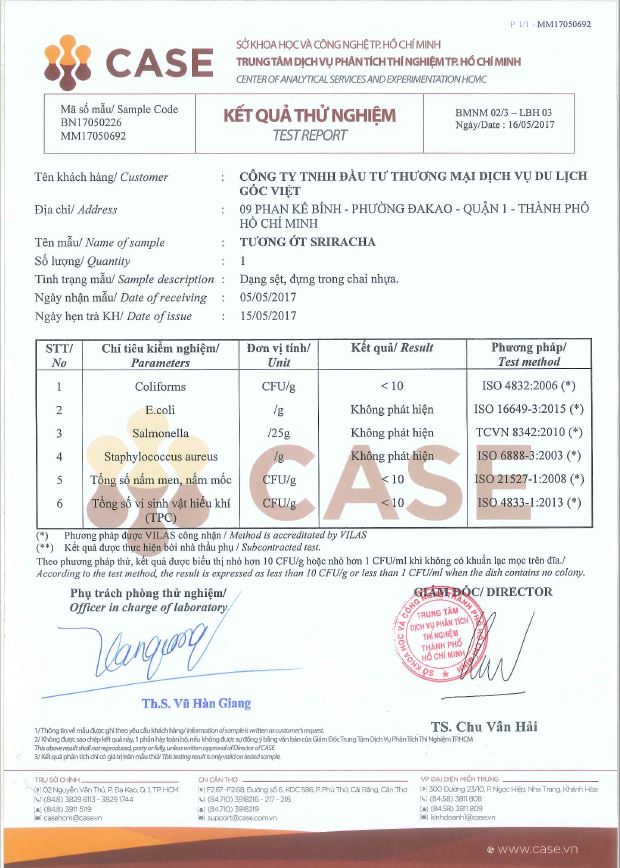 P 1/1 - MM17050692
CASE
SỞ KHOA HỌC VÀ CÔNG NGHỆ TP. HỒ CHÍ MINH
TRUNG TÂM DỊCH VỤ PHÂN TÍCH THÍ NGHIỆM TP. HỒ CHÍ MINH
CENTER OF ANALYTICAL SERVICES AND EXPERIMENTATION HCMC
Mã số mẫu/ Sample Code
BN17050226
MM17050692
KẾT QUẢ THỬ NGHIỆM
TEST REPORT
BMNM 02/3 – LBH 03
Ngày/Date : 16/05/2017
Tên khách hàng/ Customer : CÔNG TY TNHH ĐẦU TƯ THƯƠNG MẠI DỊCH VỤ DU LỊCH
GỐC VIỆT
Địa chỉ/ Address : 09 PHAN KẾ BÍNH - PHƯỜNG ĐAKAO - QUẬN 1 - THÀNH PHỐ
HỒ CHÍ MINH
Tên mẫu/ Name of sample : TƯƠNG ỚT SRIRACHA
Số lượng/ Quantity : 1
Tình trạng mẫu/ Sample description : Dạng sệt, đựng trong chai nhựa.
Ngày nhận mẫu/ Date of receiving : 05/05/2017
Ngày hẹn trả KH/ Date of issue : 15/05/2017
STT/ Chỉ tiêu kiểm nghiệm/ Đơn vị tính/ Kết quả/ Result Phương pháp/
No Parameters Unit Test method
1 Coliforms CFU/g < 10 ISO 4832:2006 (*)
2 E.coli /g Không phát hiện ISO 16649-3:2015 (*)
3 Salmonella /25g Không phát hiện TCVN 8342:2010 (*)
4 Staphylococcus aureus /g Không phát hiện ISO 6888-3:2003 (*)
5 Tổng số nấm men, nấm mốc CFU/g < 10 ISO 21527-1:2008 (*)
6 Tổng số vi sinh vật hiếu khí CFU/g < 10 ISO 4833-1:2013 (*)
(TPC)
CASE
(*) Phương pháp được VILAS công nhận / Method is accredited by VILAS
(**) Kết quả được thực hiện bởi nhà thầu phụ / Subcontracted test.
Theo phương pháp thử, kết quả được biểu thị nhỏ hơn 10 CFU/g hoặc nhỏ hơn 1 CFU/ml khi không có khuẩn lạc mọc trên đĩa./
According to the test method, the result is expressed as less than 10 CFU/g or less than 1 CFU/ml when the dish contains no colony.
Phụ trách phòng thử nghiệm/
Officer in charge of laboratory
GIÁM ĐỐC/ DIRECTOR
TRUNG TÂM
DỊCH VỤ PHÂN TÍCH
THÍ NGHIỆM
THÀNH PHỐ
HỒ CHÍ MINH
Th.S. Vũ Hàn Giang
TS. Chu Vân Hải
1/ Thông tin về mẫu được ghi theo yêu cầu khách hàng/ Information of sample is written as customer's request.
2/ Không được sao chép kết quả này, 1 phần hay toàn bộ, nếu không được sự đồng ý bằng văn bản của Giám Đốc Trung Tâm Dịch Vụ Phân Tích Thí Nghiệm TP.HCM
This above result shall not reproduced, party or fully, unless written approval of Director of CASE.
3/ Kết quả phân tích chỉ có giá trị trên mẫu thử/ This testing result is only valid on tested sample.
TRỤ SỞ CHÍNH
02 Nguyễn Văn Thủ, P. Đa Kao, Q. 1, TP. HCM
(84.8) 3829 6113 - 3829 1744
(84.8) 3911 5119
casehcm@case.vn
CN CẦN THƠ
F2.67 -F2.68, Đường số 6, KDC 586, P. Phú Thứ, Cái Răng, Cần Thơ
(84.710) 3918216 - 217 - 218
(84.710) 3918219
support@case.com.vn
VP ĐẠI DIỆN MIỀN TRUNG
300 Đường 23/10, P. Ngọc Hiệp, Nha Trang, Khánh Hòa
(84.58) 3811 808
(84.58) 3811 809
kinhdoanh1@case.vn
www.case.vn